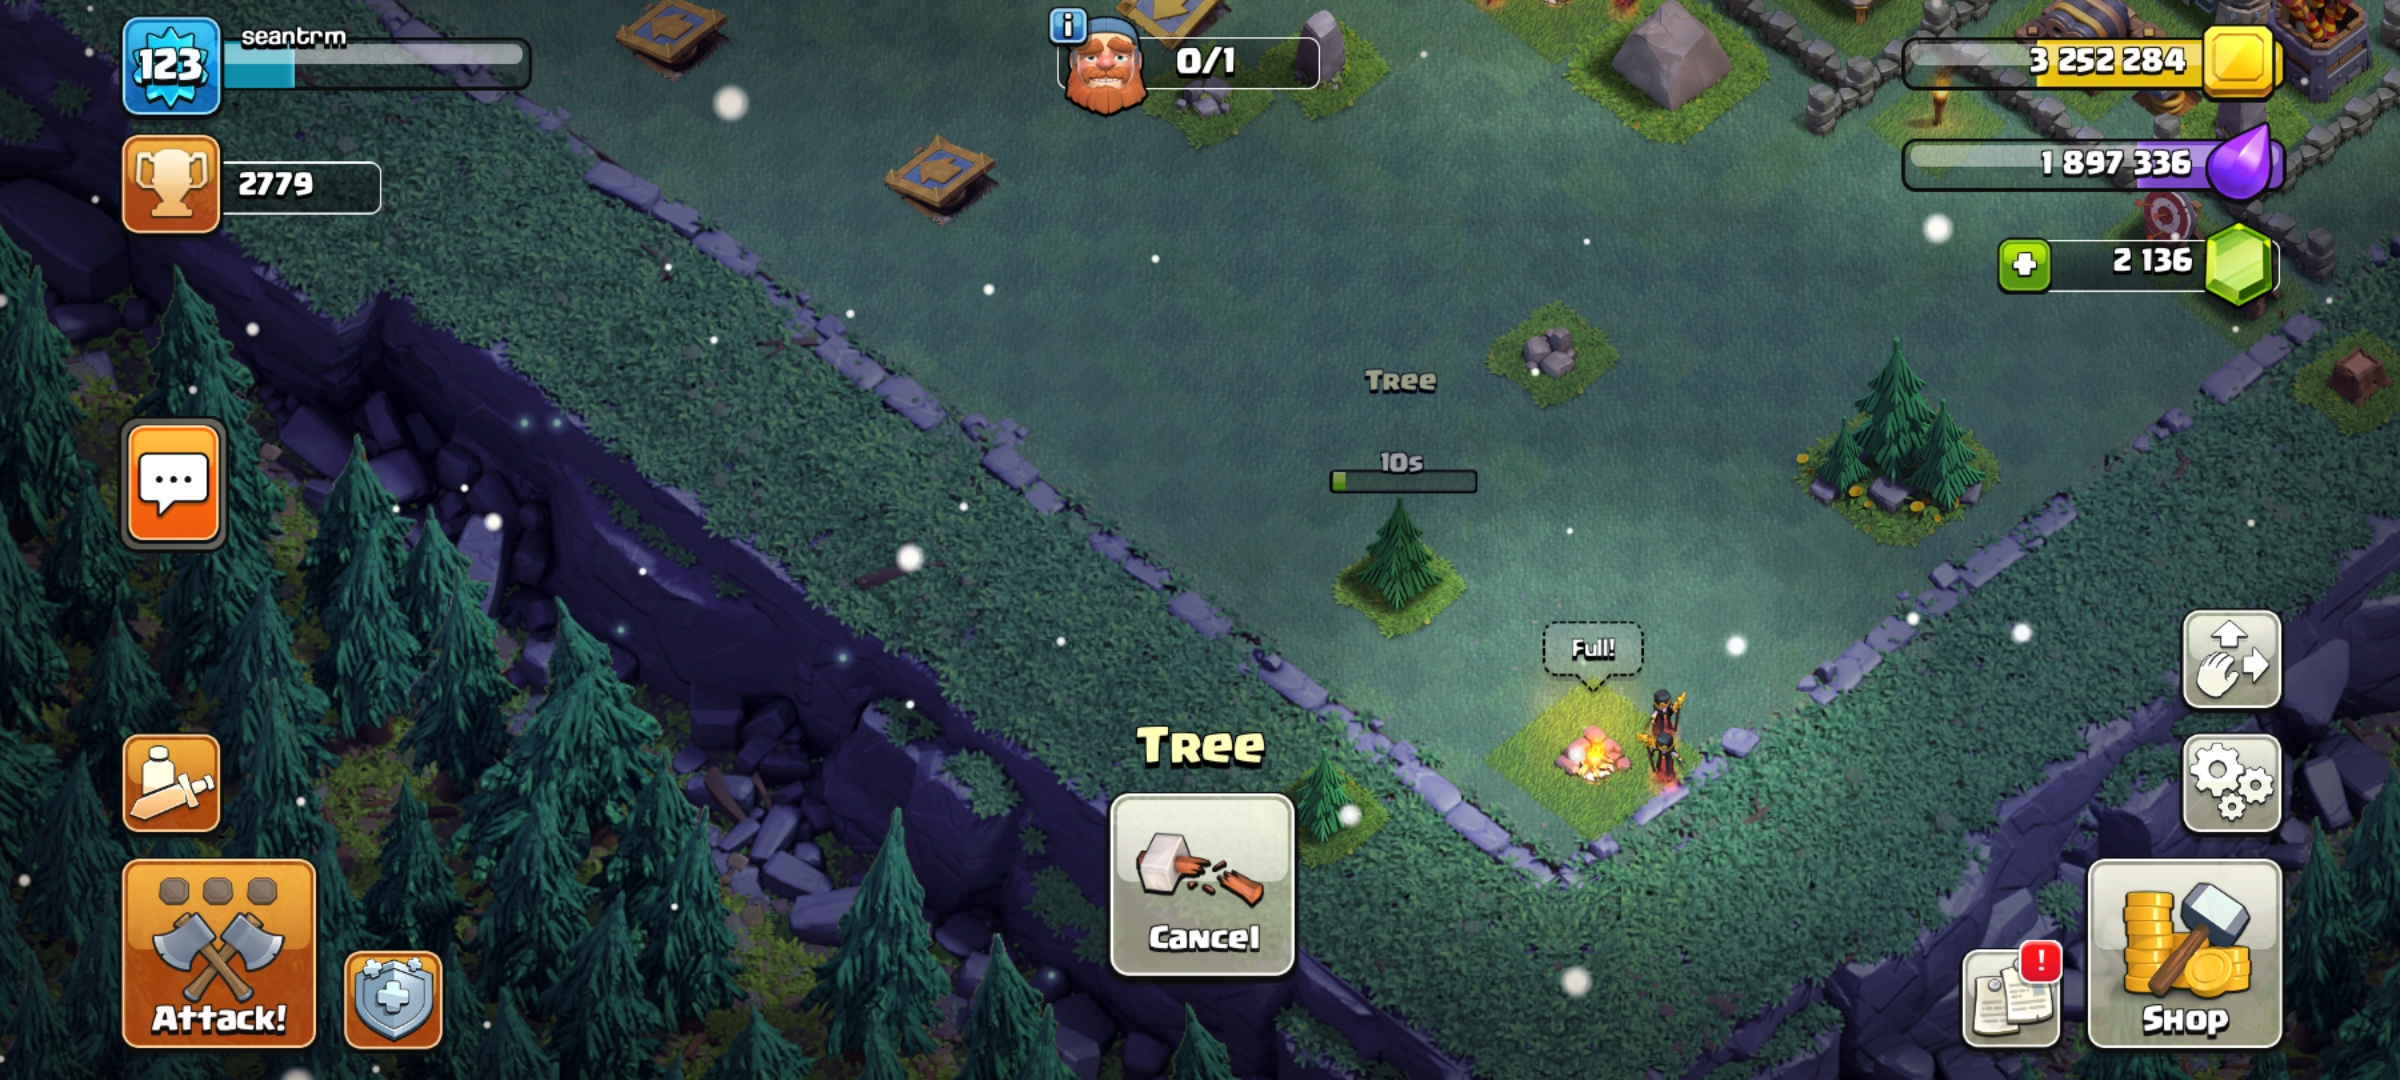 123
seantrm
0/1
3 252 284
2779
1 897 336
2 136
Tree
10s
Full!
Tree
Cancel
Attack!
!
Shop